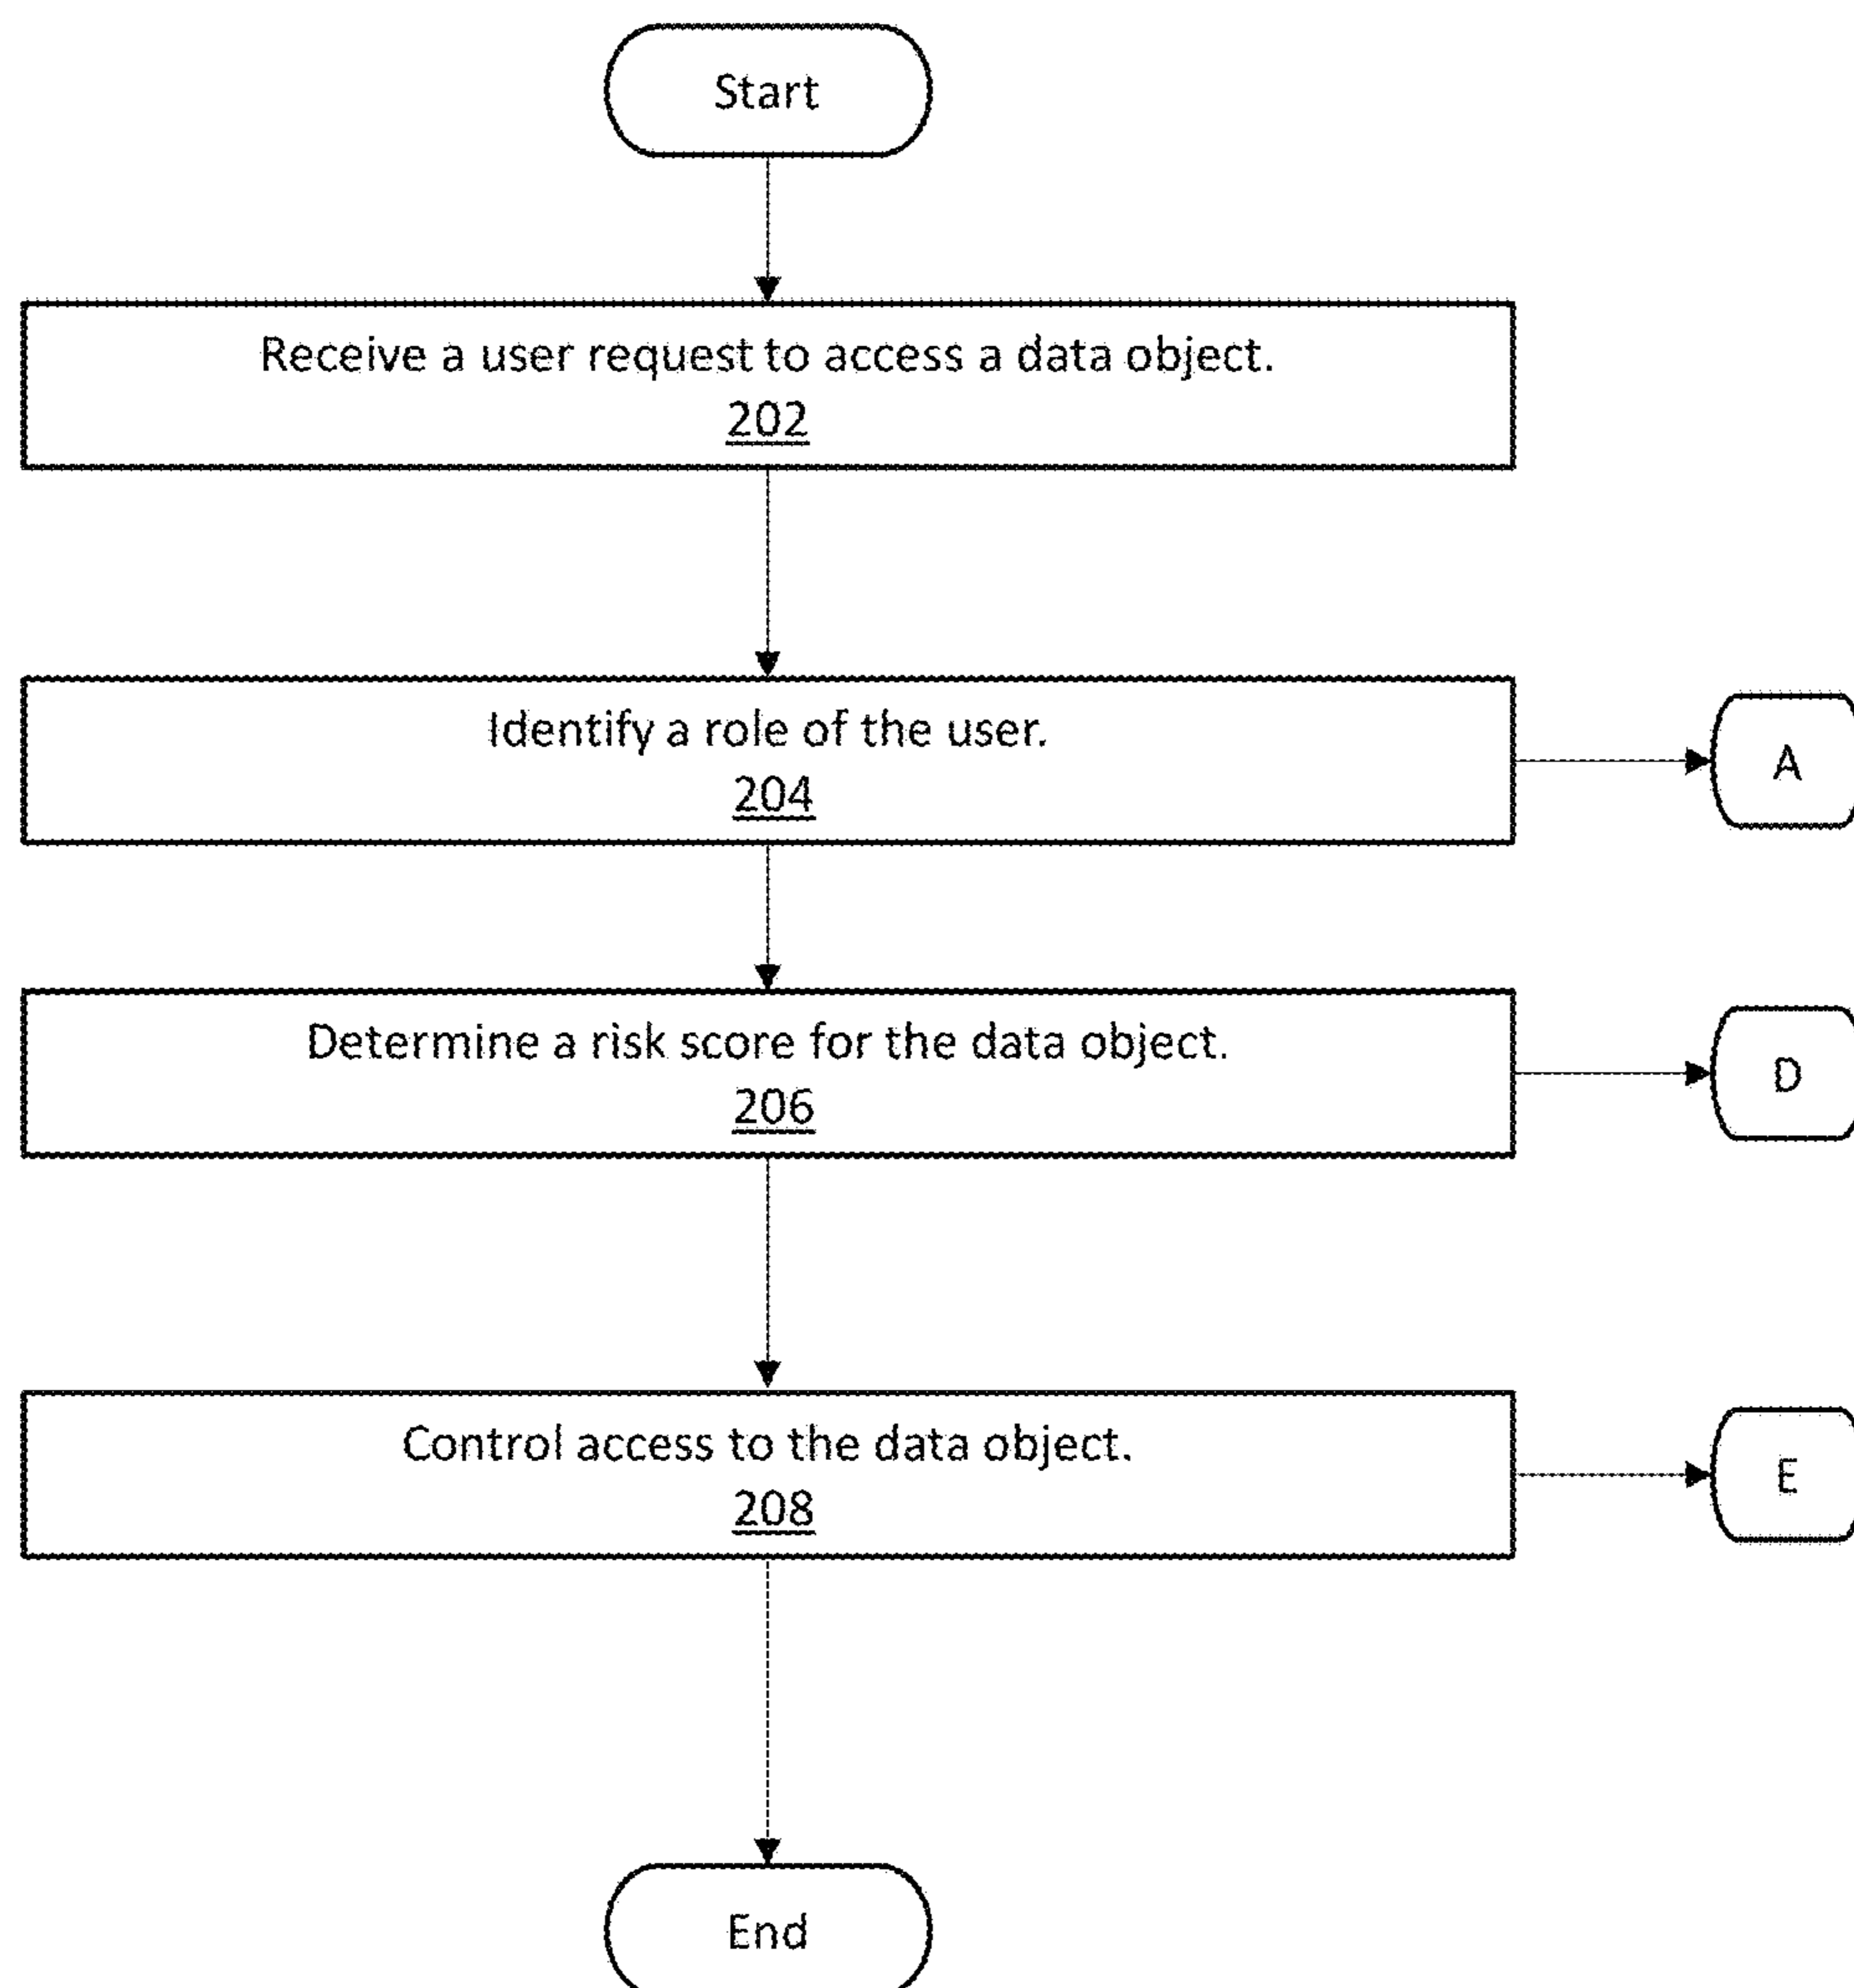 Start
Receive a user request to access a data object.
202
Identify a role of the user.
204
A
Determine a risk score for the data object.
206
D
Control access to the data object.
208
E
End